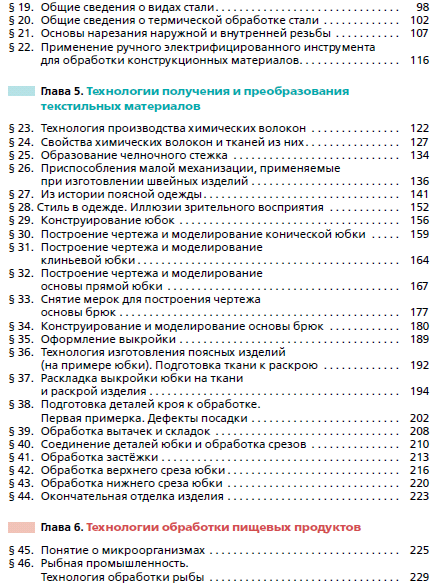 § 19. Общие сведения о видах стали 98
§ 20. Общие сведения о термической обработке стали 102
§ 21. Основы нарезания наружной и внутренней резьбы 107
§ 22. Применение ручного электрифицированного инструмента
для обработки конструкционных материалов. 116
Глава 5. Технологии получения и преобразования
текстильных материалов
§ 23. Технология производства химических волокон 122
§ 24. Свойства химических волокон и тканей из них 127
§ 25. Образование челночного стежка 134
§ 26. Приспособления малой механизации, применяемые
при изготовлении швейных изделий 136
§ 27. Из истории поясной одежды 141
§ 28. Стиль в одежде. Иллюзии зрительного восприятия 152
§ 29. Конструирование юбок 156
§ 30. Построение чертежа и моделирование конической юбки 159
§ 31. Построение чертежа и моделирование
клиньевой юбки 164
§ 32. Построение чертежа и моделирование
основы прямой юбки 167
§ 33. Снятие мерок для построения чертежа
основы брюк 177
§ 34. Конструирование и моделирование основы брюк 180
§ 35. Оформление выкройки 189
§ 36. Технология изготовления поясных изделий
(на примере юбки). Подготовка ткани к раскрою 192
§ 37. Раскладка выкройки юбки на ткани
и раскрой изделия 194
§ 38. Подготовка деталей кроя к обработке.
Первая примерка. Дефекты посадки 202
§ 39. Обработка вытачек и складок 208
§ 40. Соединение деталей юбки и обработка срезов 210
§ 41. Обработка застёжки 213
§ 42. Обработка верхнего среза юбки 216
§ 43. Обработка нижнего среза юбки 220
§ 44. Окончательная отделка изделия 223
Глава 6. Технологии обработки пищевых продуктов
§ 45. Понятие о микроорганизмах 225
§ 46. Рыбная промышленность.
Технология обработки рыбы 229